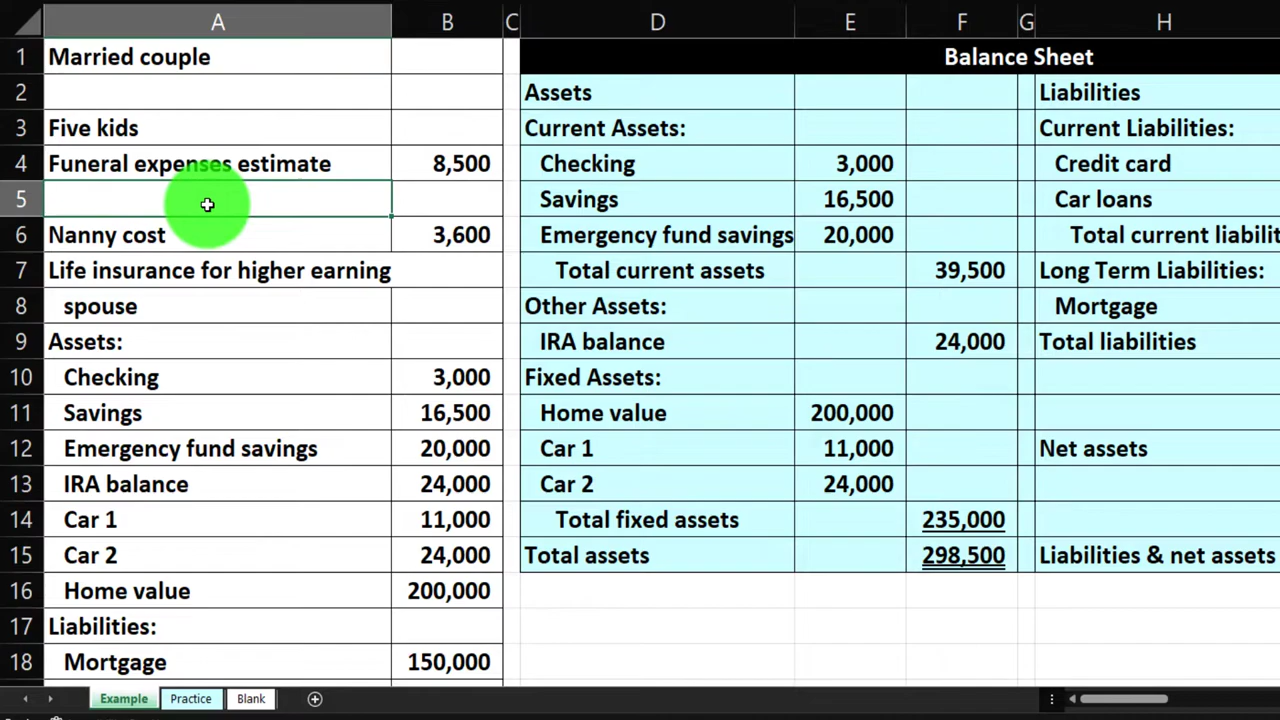 A B C D E F G H
1 Married couple Balance Sheet
2 Assets Liabilities
3 Five kids Current Assets: Current Liabilities:
4 Funeral expenses estimate 8,500 Checking 3,000 Credit card
5 Savings 16,500 Car loans
6 Nanny cost 3,600 Emergency fund savings 20,000 Total current liabilit
7 Life insurance for higher earning Total current assets 39,500 Long Term Liabilities:
8 spouse Other Assets: Mortgage
9 Assets: IRA balance 24,000 Total liabilities
10 Checking 3,000 Fixed Assets:
11 Savings 16,500 Home value 200,000
12 Emergency fund savings 20,000 Car 1 11,000 Net assets
13 IRA balance 24,000 Car 2 24,000
14 Car 1 11,000 Total fixed assets 235,000
15 Car 2 24,000 Total assets 298,500 Liabilities & net assets
16 Home value 200,000
17 Liabilities:
18 Mortgage 150,000
Example Practice Blank